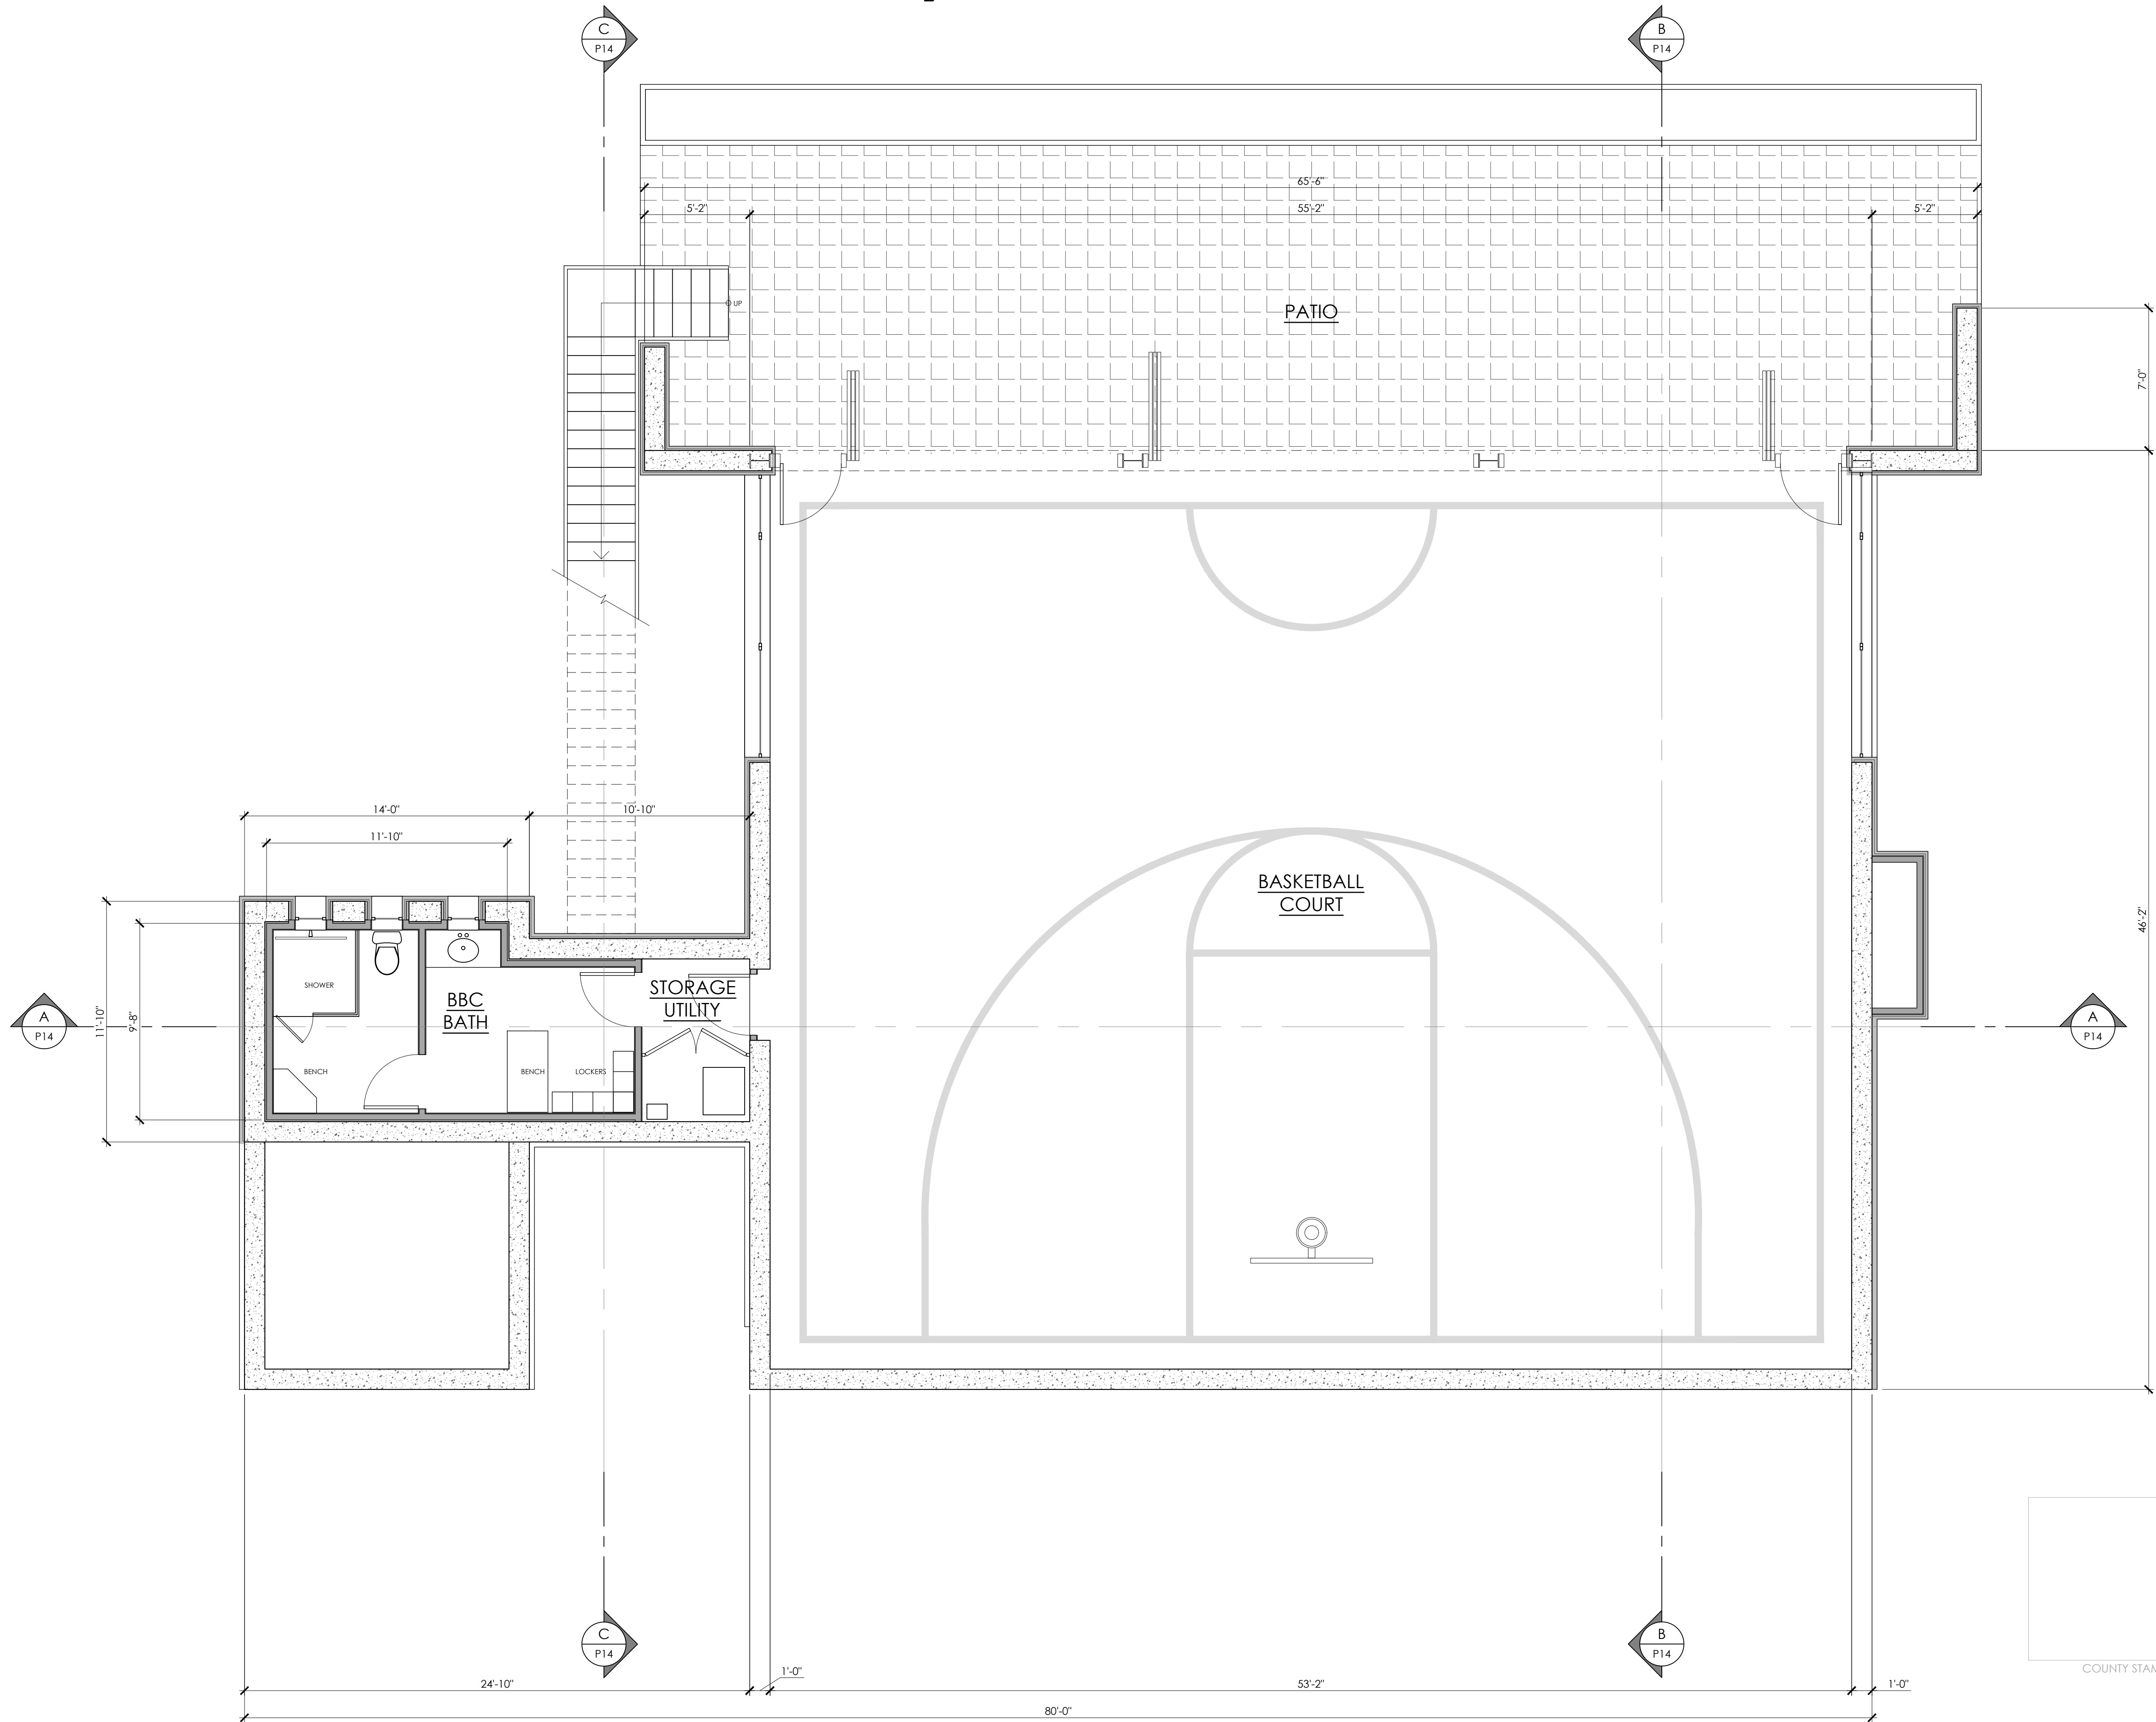 C
P14
B
P14
65'-6"
5'-2"
55'-2"
5'-2"
UP
PATIO
7'-0"
14'-0"
10'-10"
11'-10"
BASKETBALL
COURT
46'-2"
SHOWER
BBC
BATH
STORAGE
UTILITY
A
P14
11'-10"
9'-8"
A
P14
BENCH
BENCH
LOCKERS
C
P14
B
P14
COUNTY STAM
24'-10"
1'-0"
53'-2"
1'-0"
80'-0"